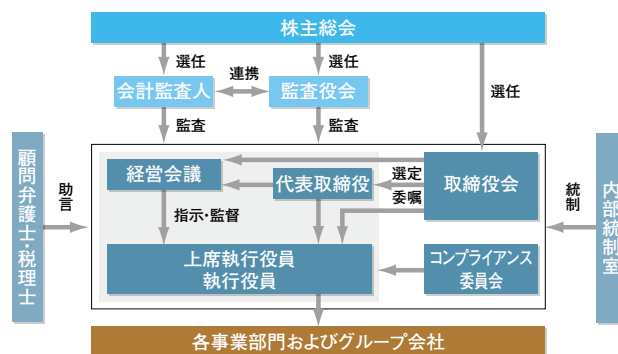 株主総会
選任
選任
選任
会計監査人
連携
監査役会
監査
監査
顧問弁護士・税理士
助言
経営会議
代表取締役
選定
委嘱
取締役会
統制
内部統制室
指示・監督
上席執行役員
執行役員
コンプライアンス
委員会
各事業部門およびグループ会社